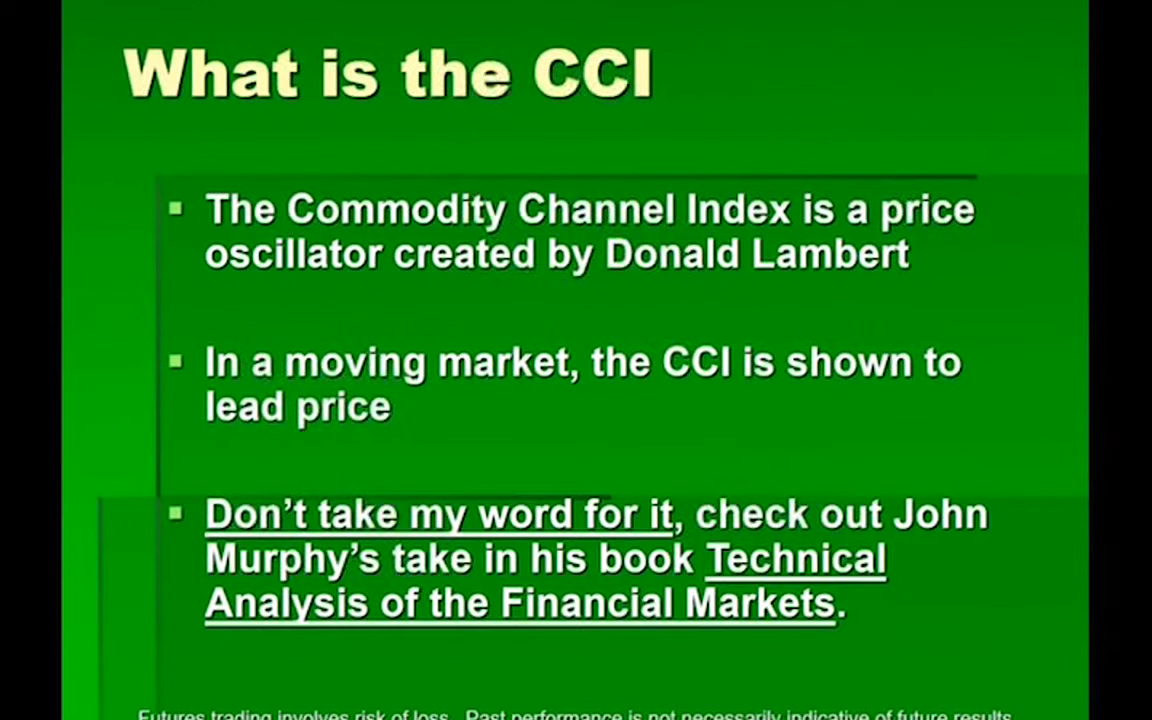 What is the CCI
The Commodity Channel Index is a price
oscillator created by Donald Lambert
In a moving market, the CCI is shown to
lead price
Don't take my word for it, check out John
Murphy's take in his book Technical
Analysis of the Financial Markets.
Futures trading involves risk of loss. Past performance is not necessarily indicative of future results